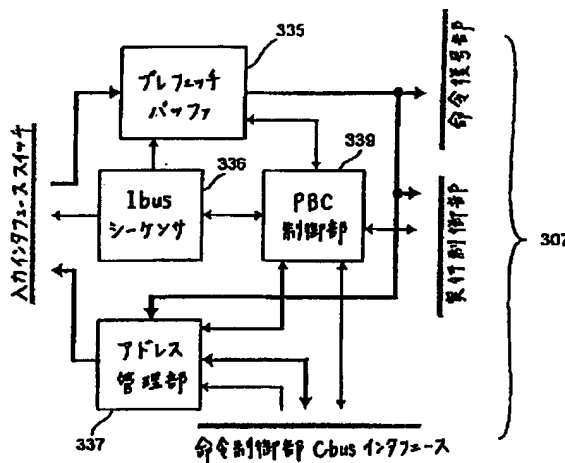 335
プレフェッチ
バッファ
命令復号部
336
339
Ibus
シーケンサ
PBC
制御部
入力インタフェーススイッチ
実行制御部
307
アドレス
管理部
337
命令制御部 Cbus インタフェース